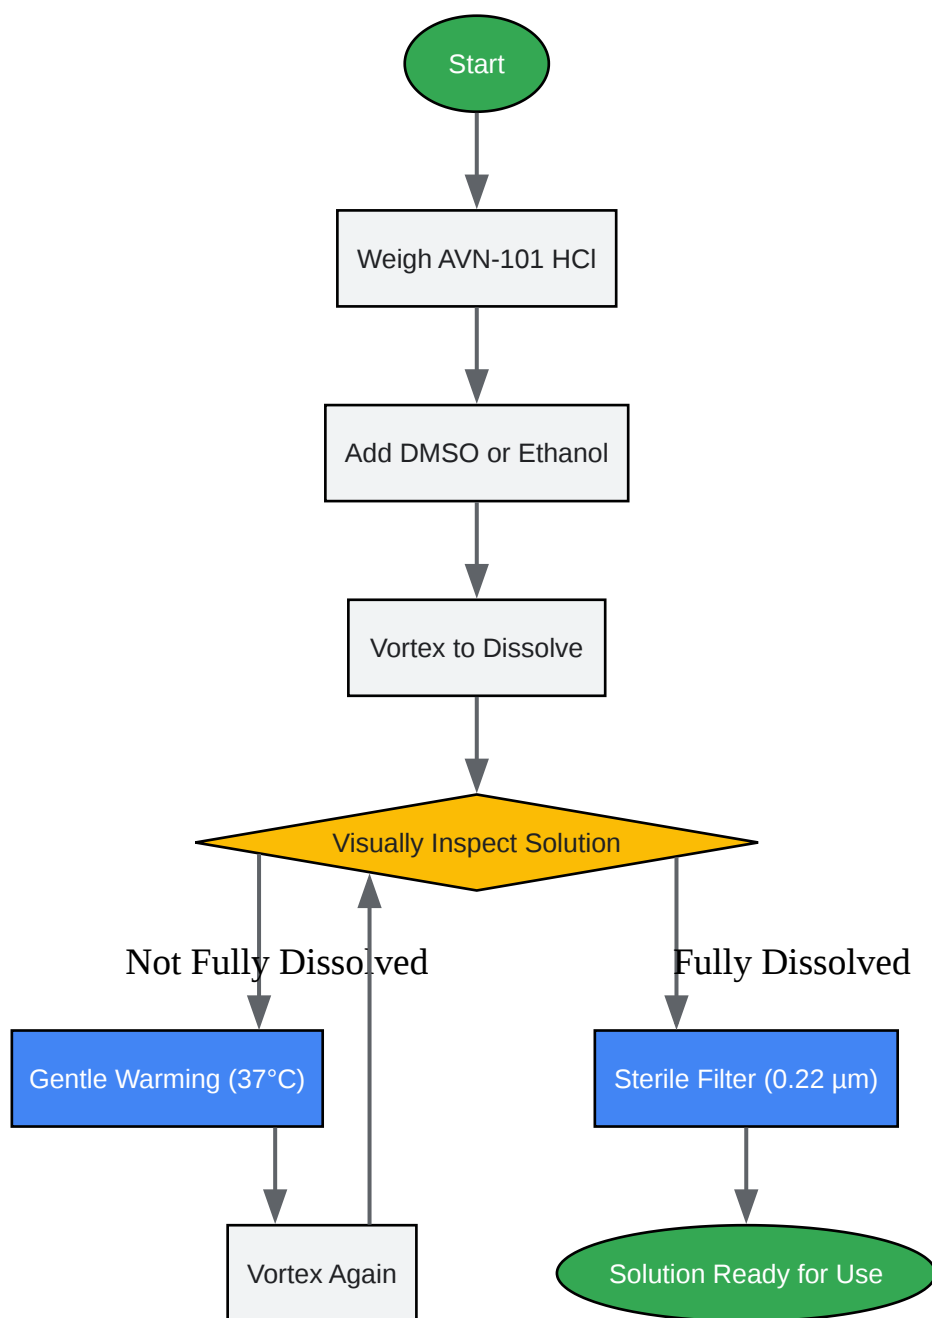 Start
Weigh AVN-101 HCl
Add DMSO or Ethanol
Vortex to Dissolve
Visually Inspect Solution
Not Fully Dissolved
Fully Dissolved
Gentle Warming (37°C)
Sterile Filter (0.22 µm)
Vortex Again
Solution Ready for Use